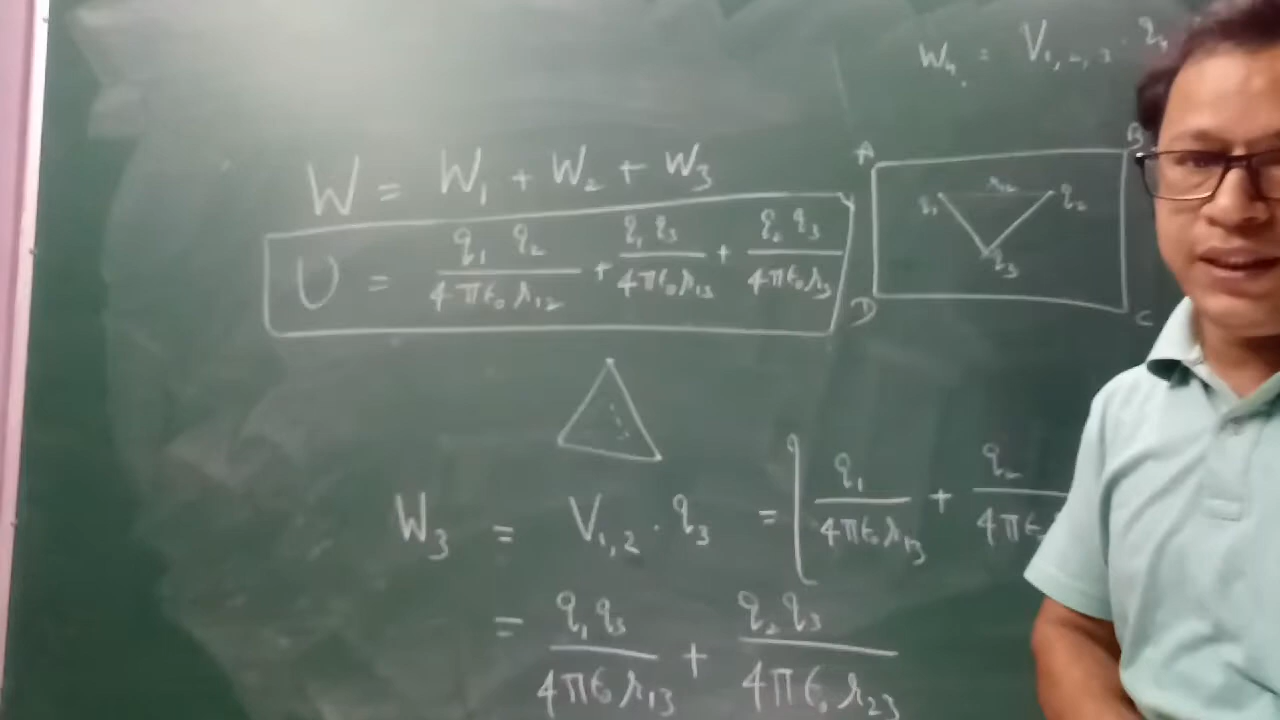 W₄ = V₁,₂,₃ · q₄
W = W₁ + W₂ + W₃
U = q₁ q₂ / 4πϵ₀ r₁₂ + q₁ q₃ / 4πϵ₀ r₁₃ + q₂ q₃ / 4πϵ₀ r₃
A B
q₁ r₁₂ q₂
q₃
D C
W₃ = V₁,₂ · q₃ = [ q₁ / 4πϵ₀ r₁₃ + q₂ / 4πϵ₀
= q₁ q₃ / 4πϵ₀ r₁₃ + q₂ q₃ / 4πϵ₀ r₂₃